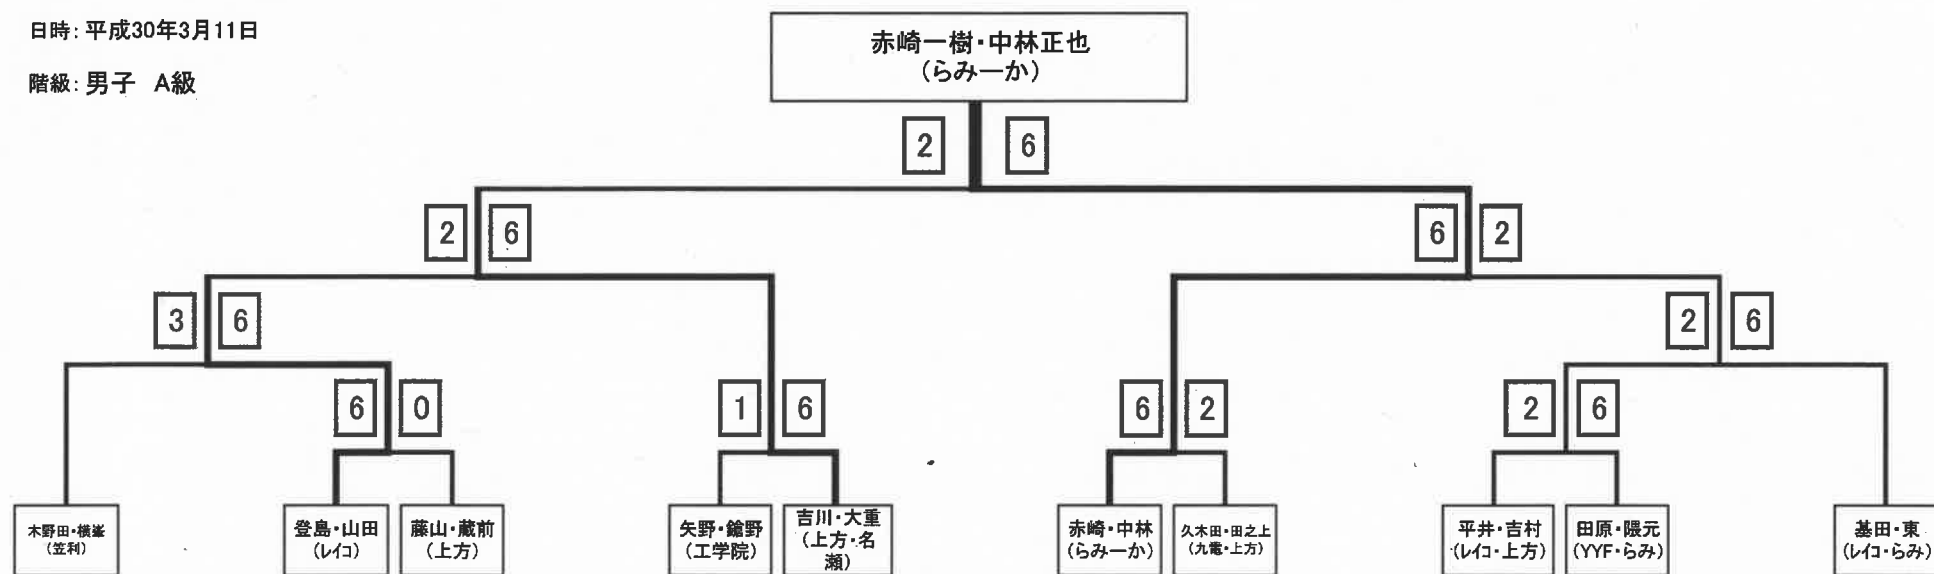 日時: 平成30年3月11日
階級: 男子 A級
赤崎一樹・中林正也
(らみーか)
2 6
2 6
6 2
3 6
2 6
6 0
1 6
6 2
2 6
木野田・横峯
(笠利)
登島・山田
(レイコ)
藤山・蔵前
(上方)
矢野・鎗野
(工学院)
吉川・大重
(上方・名
瀬)
赤崎・中林
(らみーか)
久木田・田之上
(九電・上方)
平井・吉村
(レイコ・上方)
田原・隈元
(YYF・らみ)
基田・東
(レイコ・らみ)